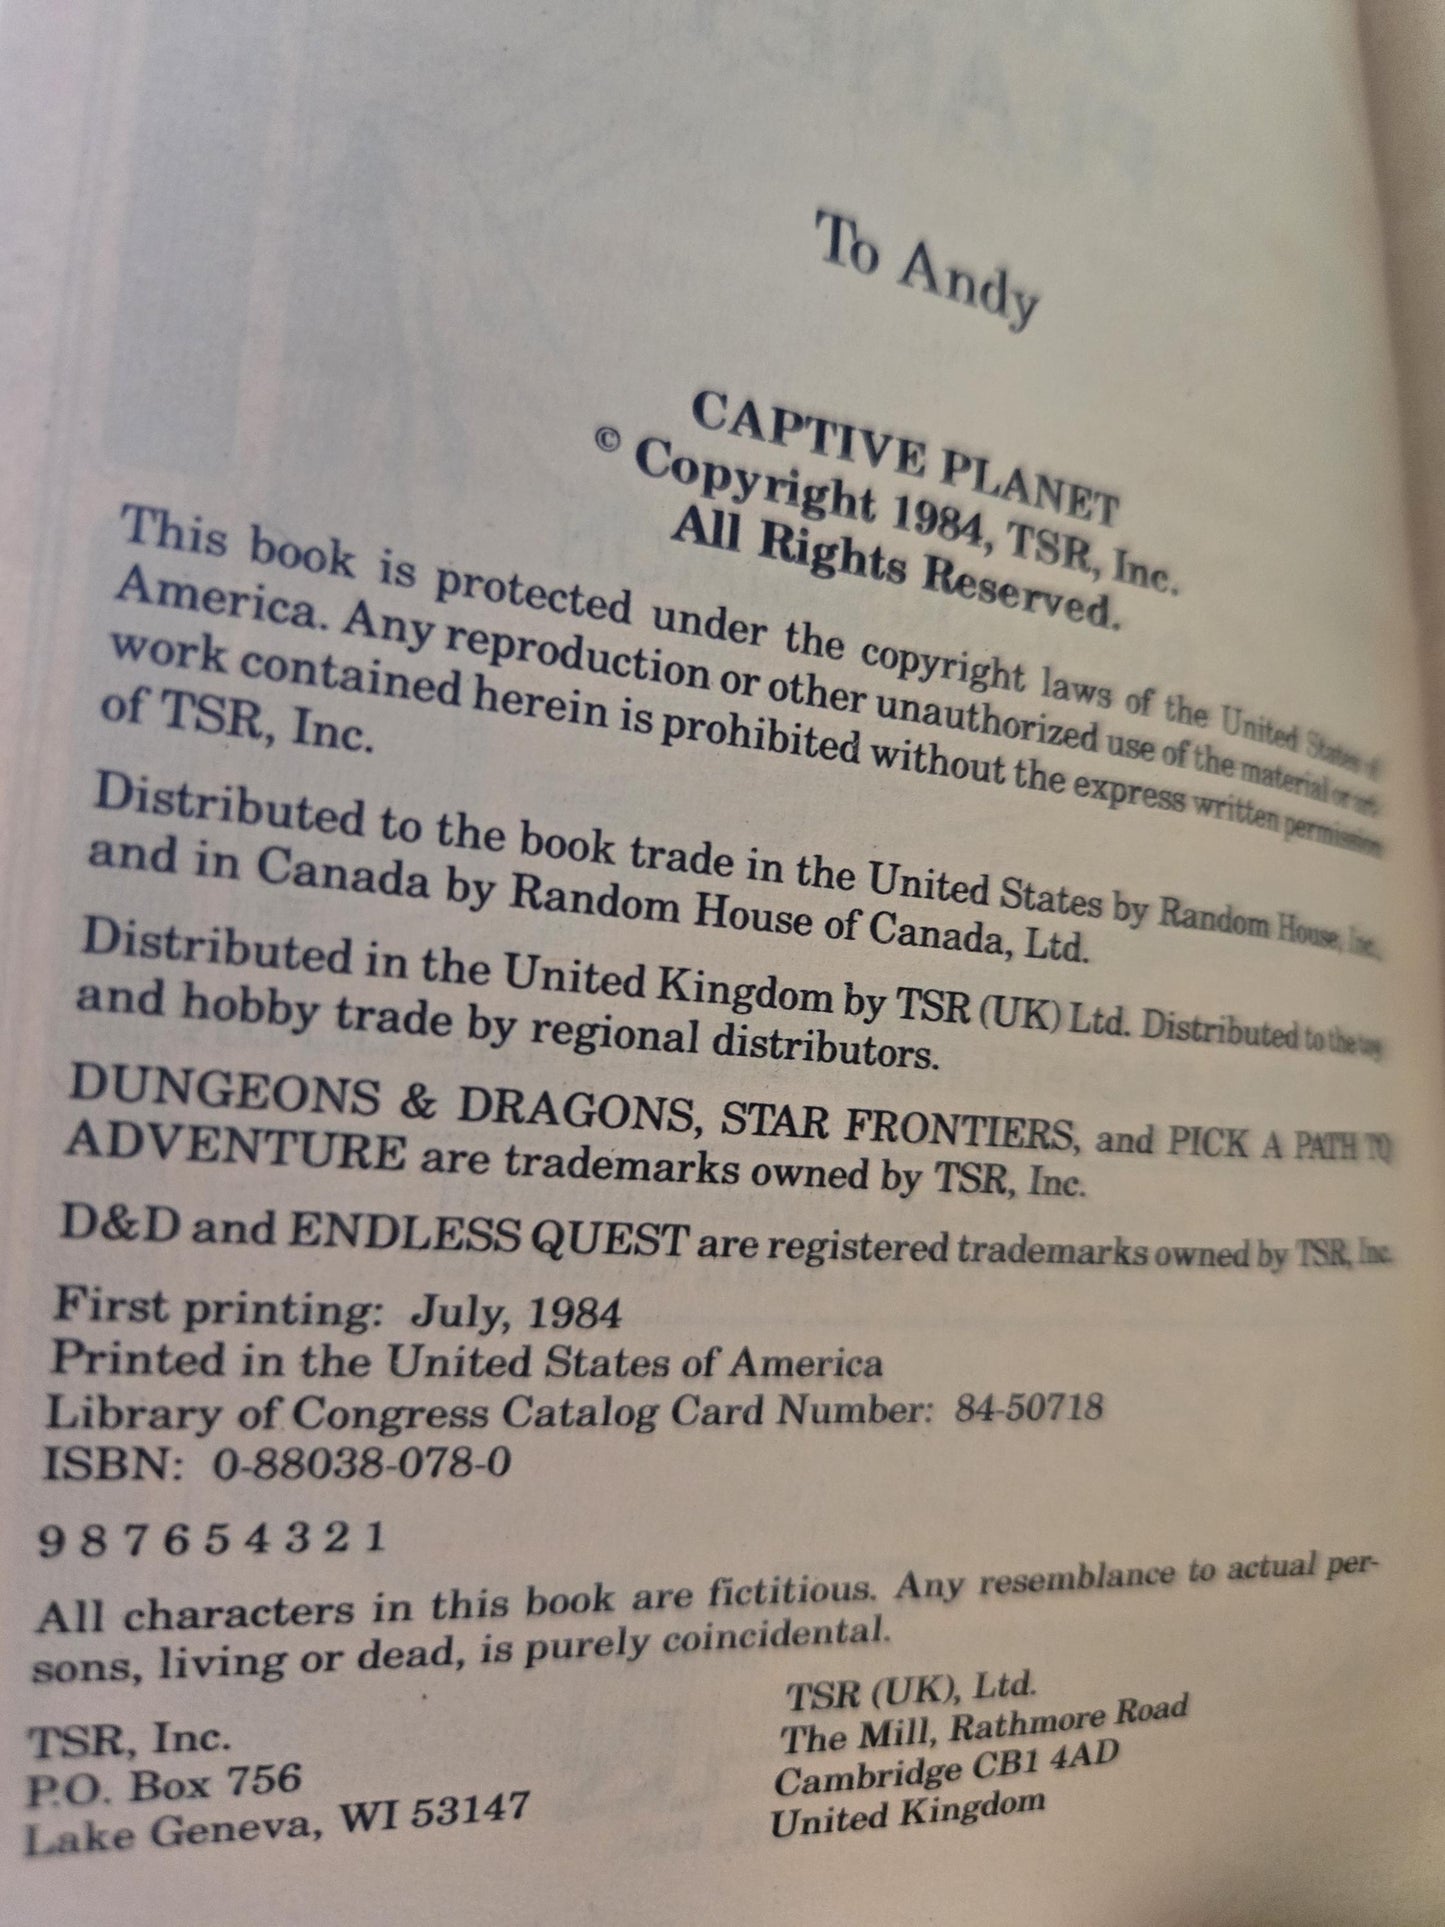 To Andy
CAPTIVE PLANET
© Copyright 1984, TSR, Inc.
All Rights Reserved.
This book is protected under the copyright laws of the United States of
America. Any reproduction or other unauthorized use of the material or art-
work contained herein is prohibited without the express written permission
of TSR, Inc.
Distributed to the book trade in the United States by Random House, Inc.,
and in Canada by Random House of Canada, Ltd.
Distributed in the United Kingdom by TSR (UK) Ltd. Distributed to the toy
and hobby trade by regional distributors.
DUNGEONS & DRAGONS, STAR FRONTIERS, and PICK A PATH TO
ADVENTURE are trademarks owned by TSR, Inc.
D&D and ENDLESS QUEST are registered trademarks owned by TSR, Inc.
First printing: July, 1984
Printed in the United States of America
Library of Congress Catalog Card Number: 84-50718
ISBN: 0-88038-078-0
9 8 7 6 5 4 3 2 1
All characters in this book are fictitious. Any resemblance to actual per-
sons, living or dead, is purely coincidental.
TSR, Inc.
P.O. Box 756
Lake Geneva, WI 53147
TSR (UK), Ltd.
The Mill, Rathmore Road
Cambridge CB1 4AD
United Kingdom